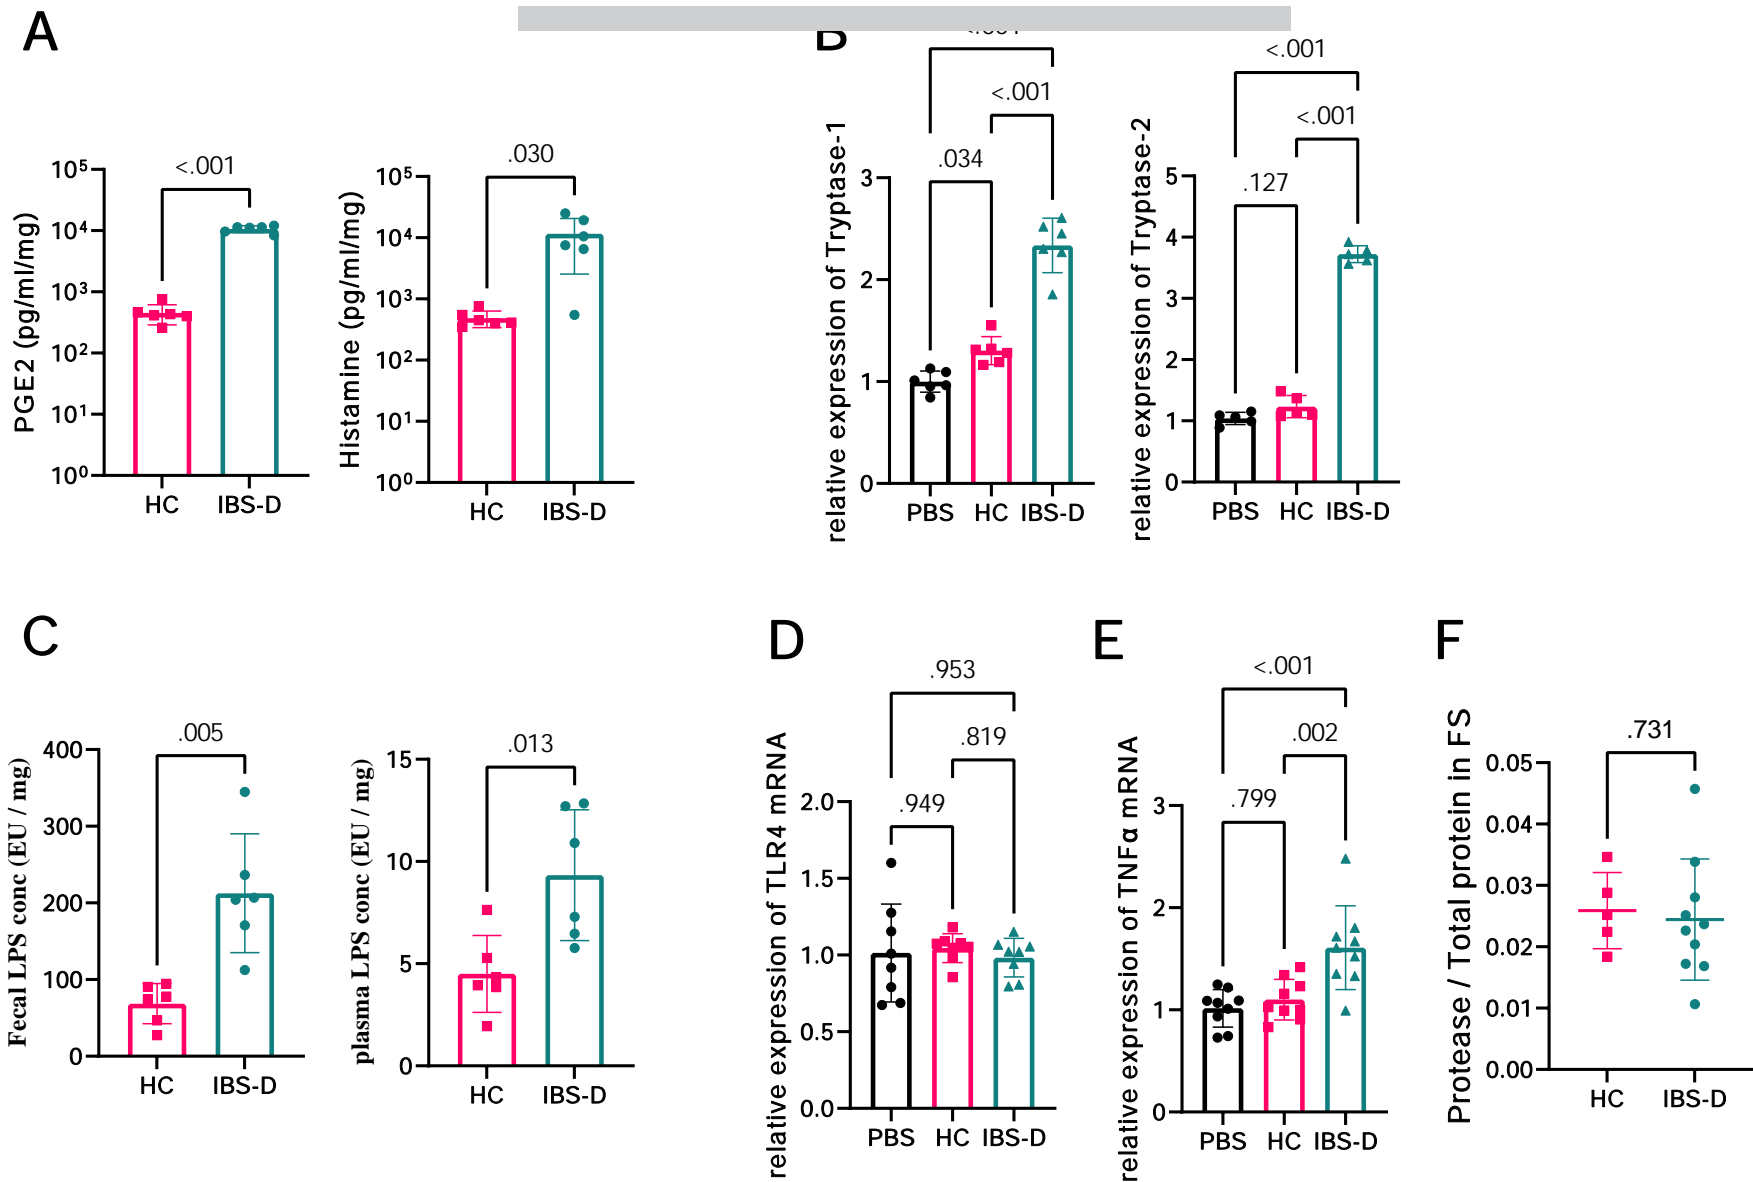 A
B
<.001
<.001
<.001
.034
<.001
.127
<.001
.030
PGE2 (pg/ml/mg)
10⁵
10⁴
10³
10²
10¹
10⁰
HC IBS-D
Histamine (pg/ml/mg)
10⁵
10⁴
10³
10²
10¹
10⁰
HC IBS-D
relative expression of Tryptase-1
3
2
1
0
PBS HC IBS-D
relative expression of Tryptase-2
5
4
3
2
1
0
PBS HC IBS-D
C
.005
Fecal LPS conc (EU / mg)
400
300
200
100
0
HC IBS-D
.013
plasma LPS conc (EU / mg)
15
10
5
0
HC IBS-D
D
.953
.819
.949
relative expression of TLR4 mRNA
2.0
1.5
1.0
0.5
0.0
PBS HC IBS-D
E
<.001
.002
.799
relative expression of TNFα mRNA
3
2
1
0
PBS HC IBS-D
F
.731
Protease / Total protein in FS
0.05
0.04
0.03
0.02
0.01
0.00
HC IBS-D